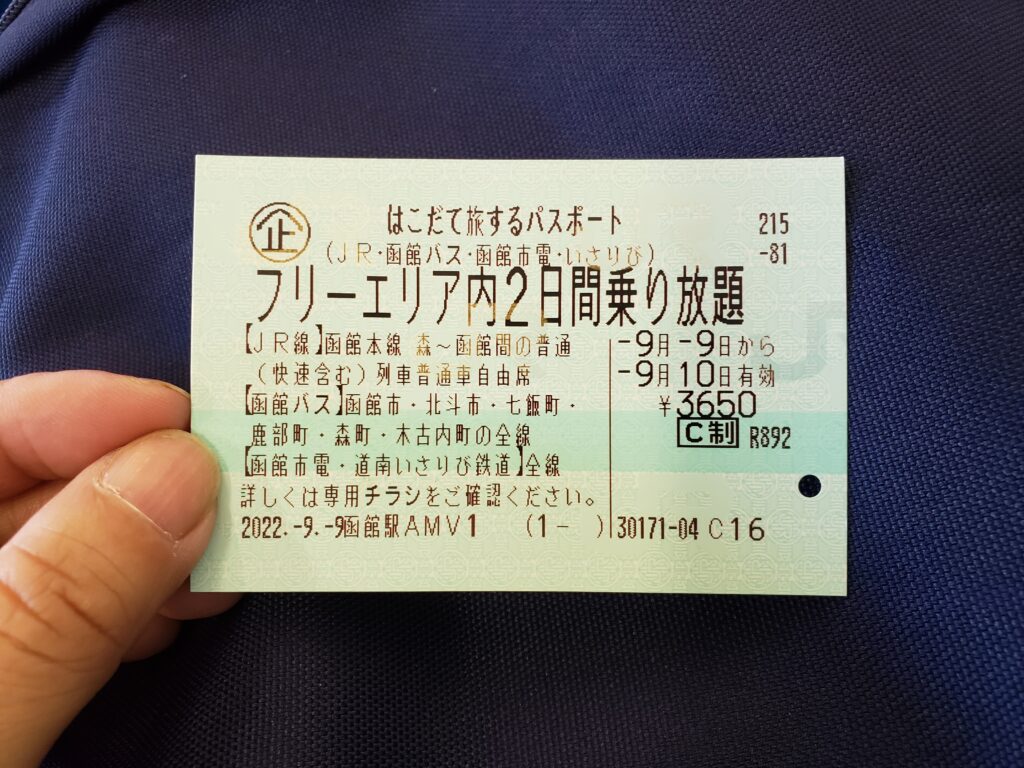 企 はこだて旅するパスポート 215
(JR・函館バス・函館市電・いさりび) -81
フリーエリア内2日間乗り放題
【JR線】函館本線 森～函館間の普通 -9月-9日から
(快速含む)列車普通車自由席 -9月10日有効
【函館バス】函館市・北斗市・七飯町・ ¥3650
鹿部町・森町・木古内町の全線 C制 R892
【函館市電・道南いさりび鉄道】全線
詳しくは専用チラシをご確認ください。
2022.-9.-9函館駅AMV1 (1- ) 30171-04 C16